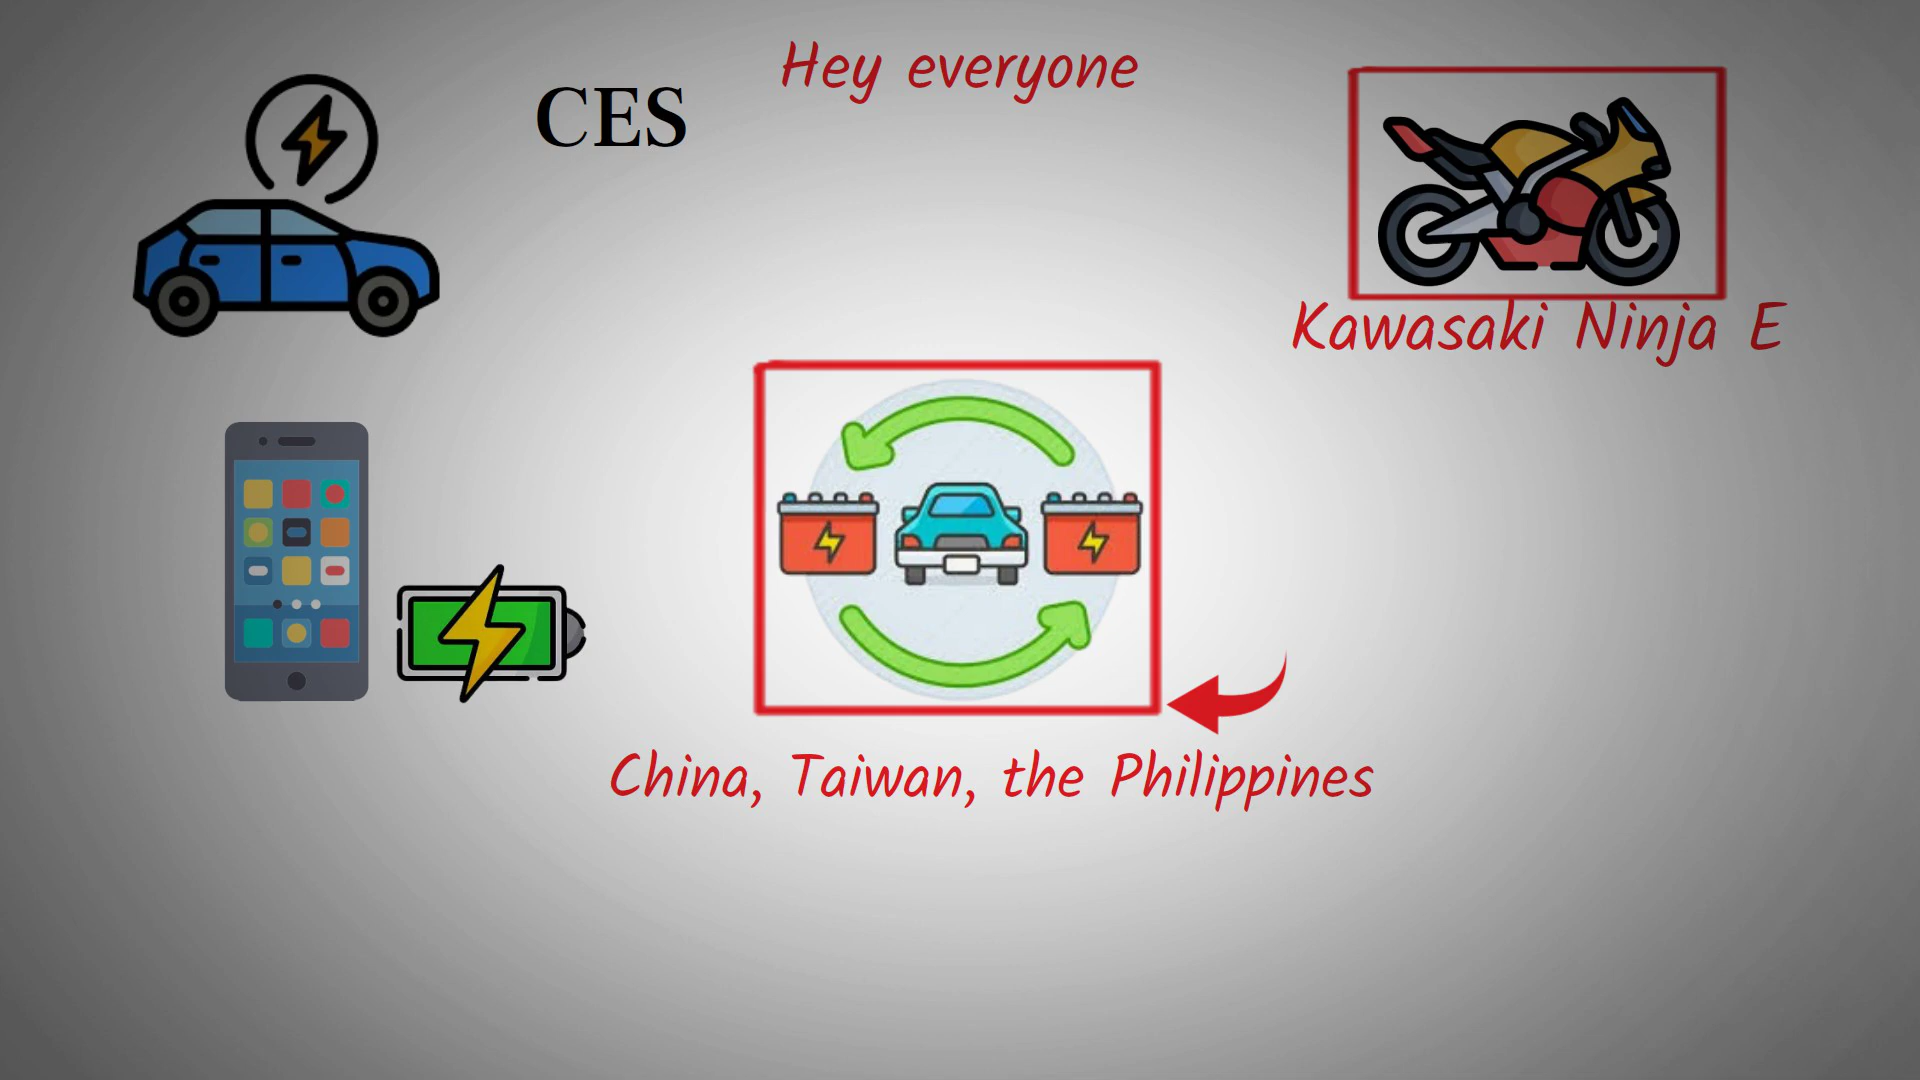 Hey everyone
CES
Kawasaki Ninja E
China, Taiwan, the Philippines